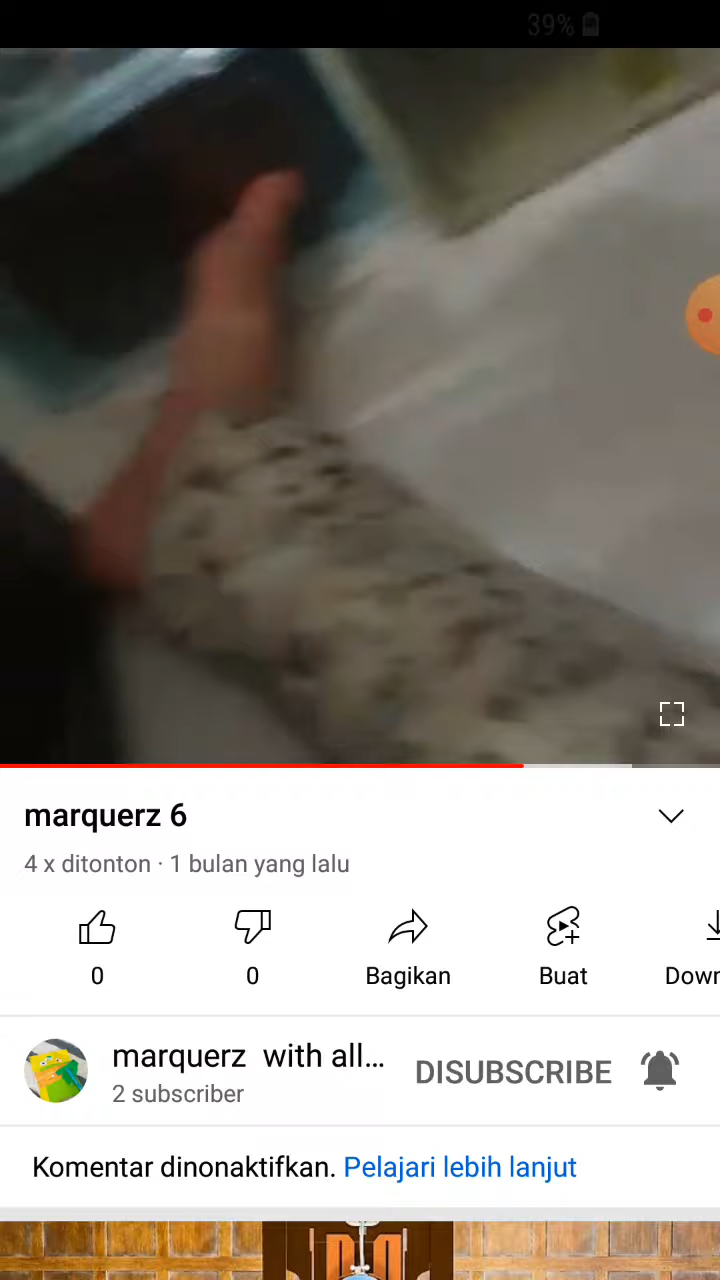 39%
marquerz 6
4 x ditonton · 1 bulan yang lalu
0
0
Bagikan
Buat
Down
marquerz with all...
DISUBSCRIBE
2 subscriber
Komentar dinonaktifkan. Pelajari lebih lanjut